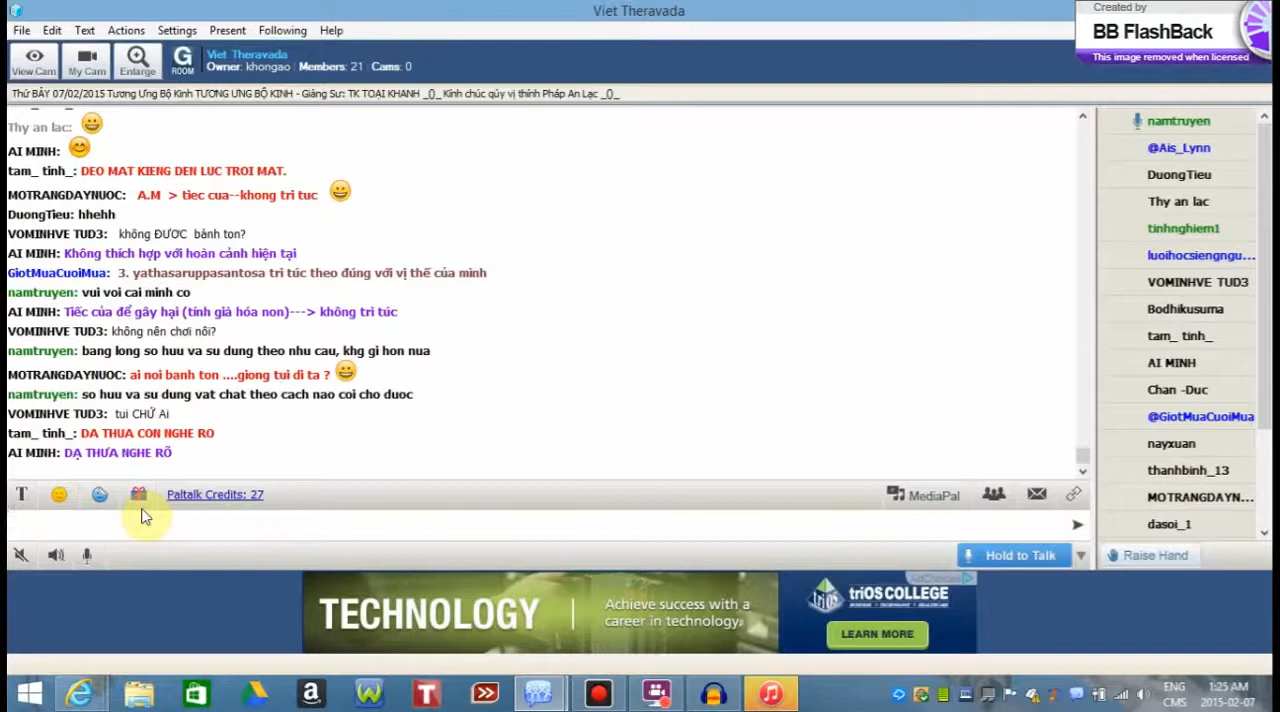 Viet Theravada
Created by
BB FlashBack
This image removed when licensed
File Edit Text Actions Settings Present Following Help
View Cam
My Cam
Enlarge
G
ROOM
Viet Theravada
Owner: khongao | Members: 21 | Cams: 0
Thứ BẢY 07/02/2015 Tương Ưng Bộ Kinh TƯƠNG ƯNG BỘ KINH - Giảng Sư: TK TOẠI KHANH _()_ Kính chúc qúy vị thính Pháp An Lạc _()_
Thy an lac:
AI MINH:
tam_ tinh_: DEO MAT KIENG DEN LUC TROI MAT.
MOTRANGDAYNUOC: A.M > tiec cua--khong tri tuc
DuongTieu: hhehh
VOMINHVE TUD3: không ĐƯƠC bánh ton?
AI MINH: Không thích hợp với hoàn cảnh hiện tại
GiotMuaCuoiMua: 3. yathasaruppasantosa tri túc theo đúng với vị thế của mình
namtruyen: vui voi cai minh co
AI MINH: Tiếc của để gây hại (tính già hóa non)---> không tri túc
VOMINHVE TUD3: không nên chơi nôi?
namtruyen: bang long so huu va su dung theo nhu cau, khg gi hon nua
MOTRANGDAYNUOC: ai noi banh ton ....giong tui di ta ?
namtruyen: so huu va su dung vat chat theo cach nao coi cho duoc
VOMINHVE TUD3: tui CHỨ Ai
tam_ tinh_: DA THUA CON NGHE RO
AI MINH: DẠ THƯA NGHE RÕ
namtruyen
@Ais_Lynn
DuongTieu
Thy an lac
tinhnghiem1
luoihocsiengngu...
VOMINHVE TUD3
Bodhikusuma
tam_ tinh_
AI MINH
Chan -Duc
@GiotMuaCuoiMua
nayxuan
thanhbinh_13
MOTRANGDAYN...
dasoi_1
T
Paltalk Credits: 27
MediaPal
Hold to Talk
Raise Hand
TECHNOLOGY
Achieve success with a
career in technology.
AdChoices
triOS COLLEGE
BUSINESS • TECHNOLOGY • HEALTHCARE
LEARN MORE
ENG
CMS
1:25 AM
2015-02-07